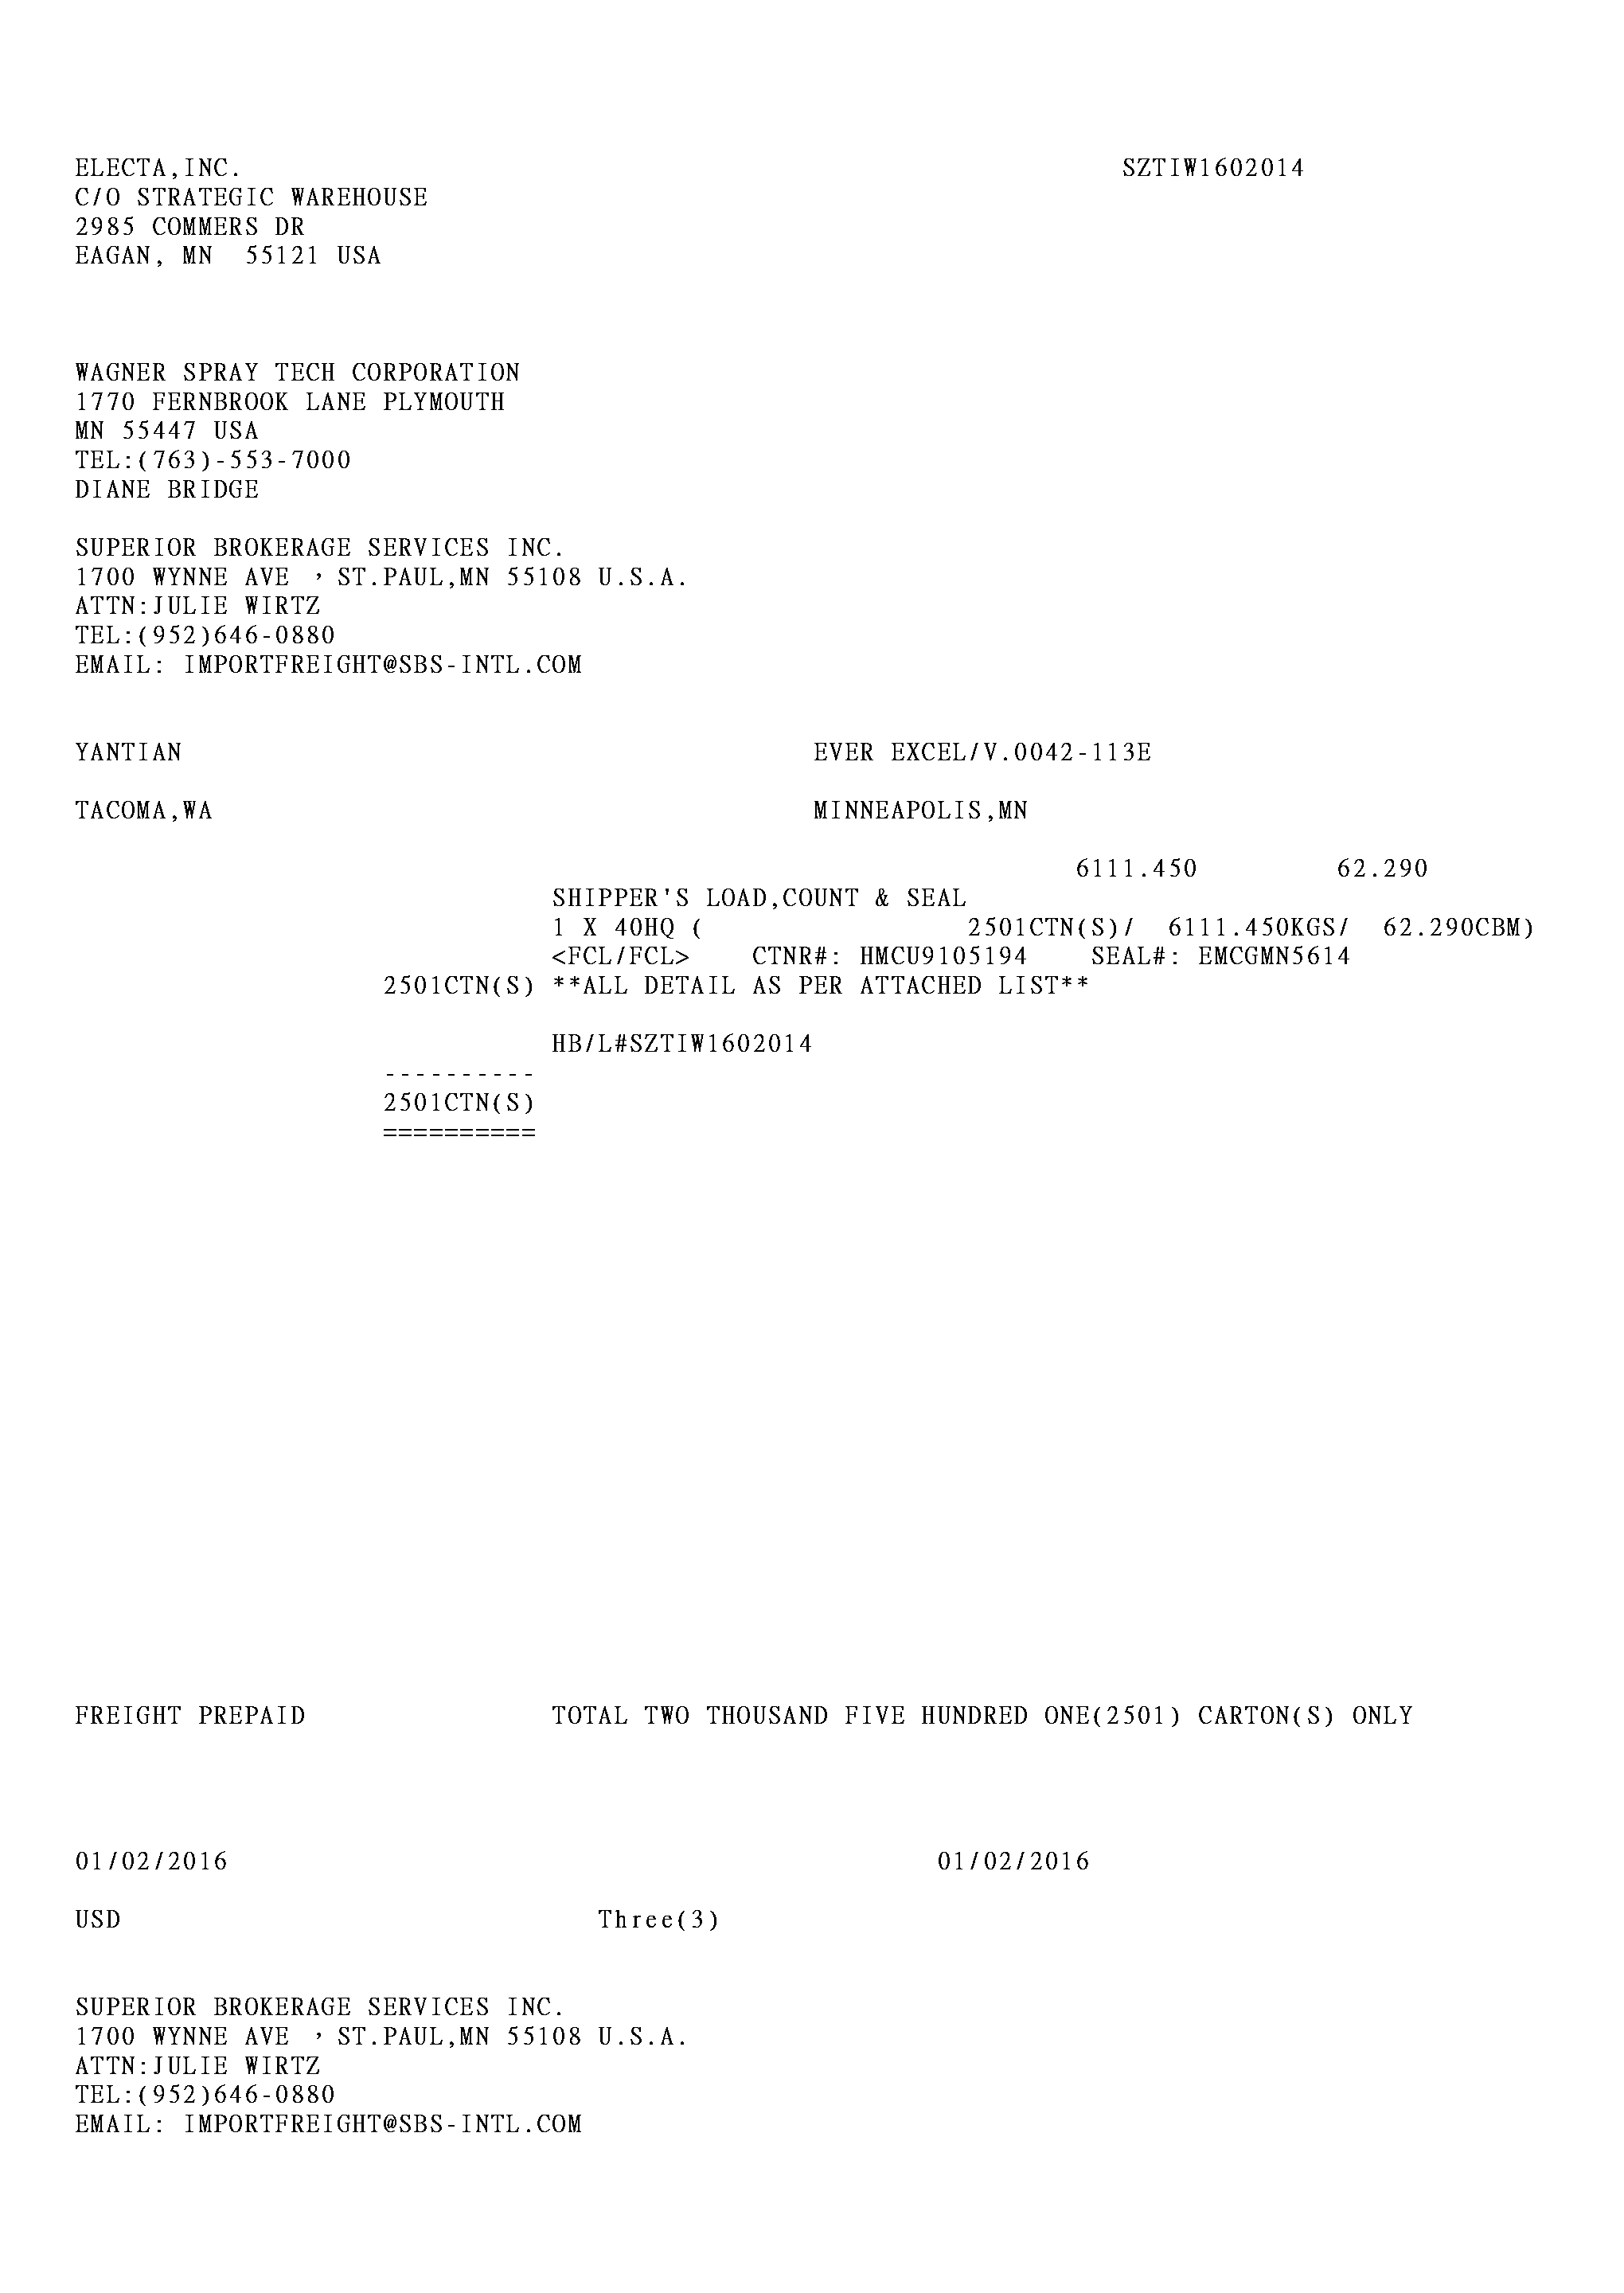 ELECTA,INC. SZTIW1602014
C/O STRATEGIC WAREHOUSE
2985 COMMERS DR
EAGAN, MN 55121 USA
WAGNER SPRAY TECH CORPORATION
1770 FERNBROOK LANE PLYMOUTH
MN 55447 USA
TEL:(763)-553-7000
DIANE BRIDGE
SUPERIOR BROKERAGE SERVICES INC.
1700 WYNNE AVE , ST.PAUL,MN 55108 U.S.A.
ATTN:JULIE WIRTZ
TEL:(952)646-0880
EMAIL: IMPORTFREIGHT@SBS-INTL.COM
YANTIAN EVER EXCEL/V.0042-113E
TACOMA,WA MINNEAPOLIS,MN
6111.450 62.290
SHIPPER'S LOAD,COUNT & SEAL
1 X 40HQ ( 2501CTN(S)/ 6111.450KGS/ 62.290CBM)
<FCL/FCL> CTNR#: HMCU9105194 SEAL#: EMCGMN5614
2501CTN(S) **ALL DETAIL AS PER ATTACHED LIST**
HB/L#SZTIW1602014
----------
2501CTN(S)
==========
FREIGHT PREPAID TOTAL TWO THOUSAND FIVE HUNDRED ONE(2501) CARTON(S) ONLY
01/02/2016 01/02/2016
USD Three(3)
SUPERIOR BROKERAGE SERVICES INC.
1700 WYNNE AVE , ST.PAUL,MN 55108 U.S.A.
ATTN:JULIE WIRTZ
TEL:(952)646-0880
EMAIL: IMPORTFREIGHT@SBS-INTL.COM